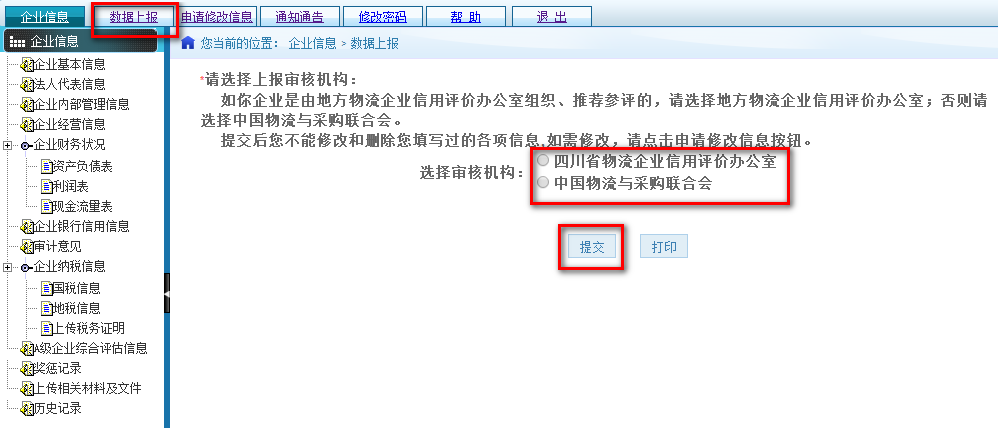 企业信息 数据上报 申请修改信息 通知通告 修改密码 帮 助 退 出
企业信息
您当前的位置： 企业信息 > 数据上报
企业基本信息
法人代表信息
企业内部管理信息
企业经营信息
企业财务状况
资产负债表
利润表
现金流量表
企业银行信用信息
审计意见
企业纳税信息
国税信息
地税信息
上传税务证明
A级企业综合评估信息
奖惩记录
上传相关材料及文件
历史记录
*请选择上报审核机构：
如你企业是由地方物流企业信用评价办公室组织、推荐参评的，请选择地方物流企业信用评价办公室；否则请
选择中国物流与采购联合会。
提交后您不能修改和删除您填写过的各项信息,如需修改，请点击申请修改信息按钮。
选择审核机构：
四川省物流企业信用评价办公室
中国物流与采购联合会
提交 打印